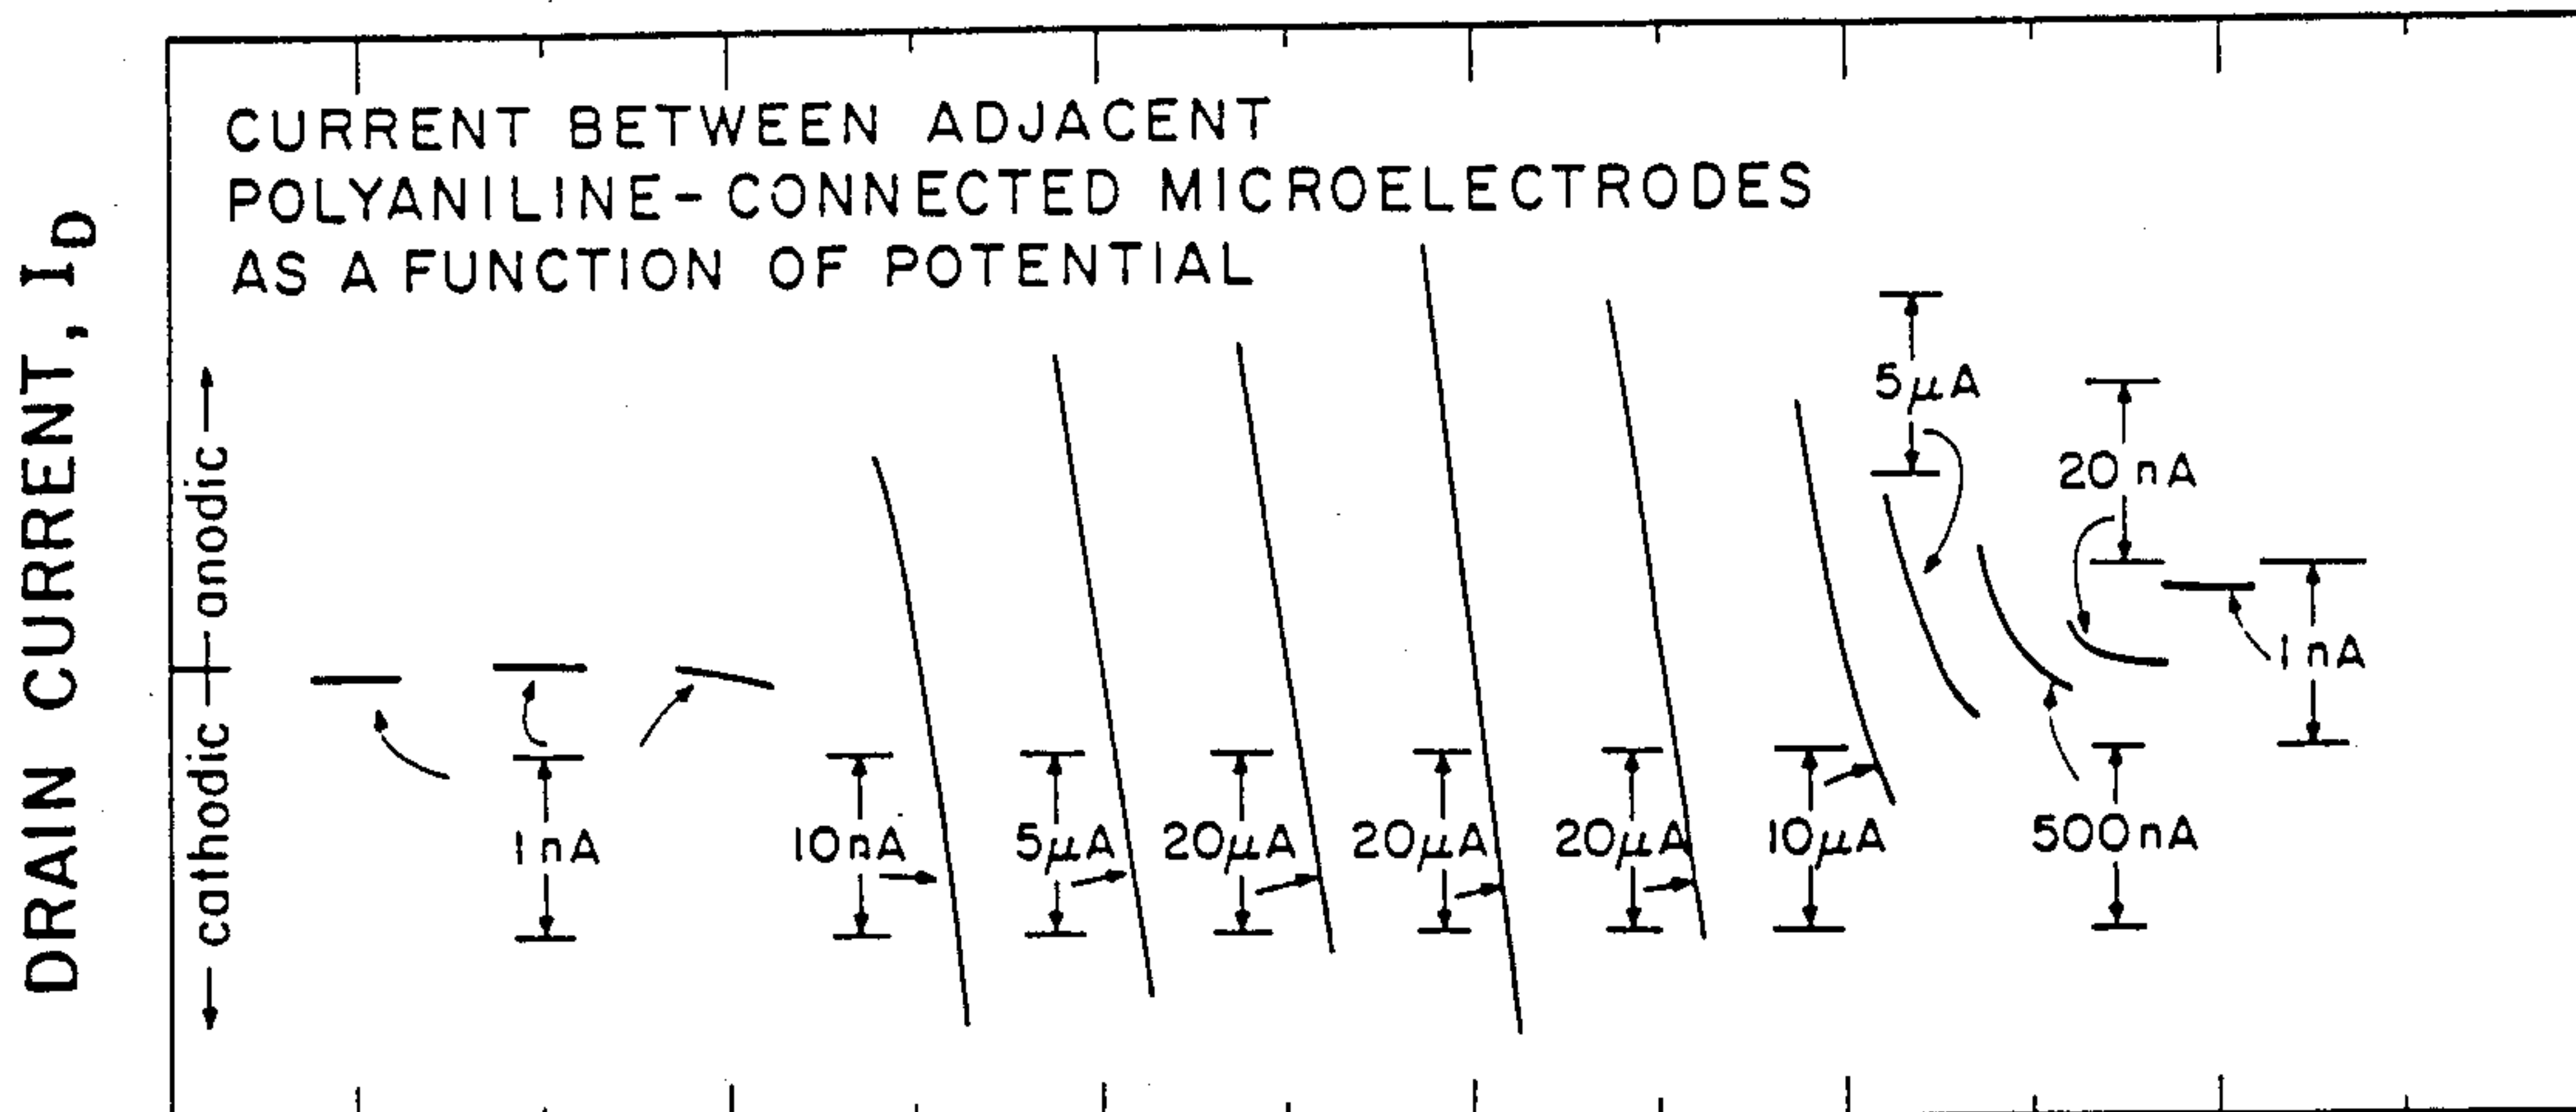 CURRENT BETWEEN ADJACENT
POLYANILINE-CONNECTED MICROELECTRODES
AS A FUNCTION OF POTENTIAL
DRAIN CURRENT, I_D
← cathodic + anodic →
5μA
20 nA
1 nA
1 nA
10nA
5μA
20μA
20μA
20μA
10μA
500nA